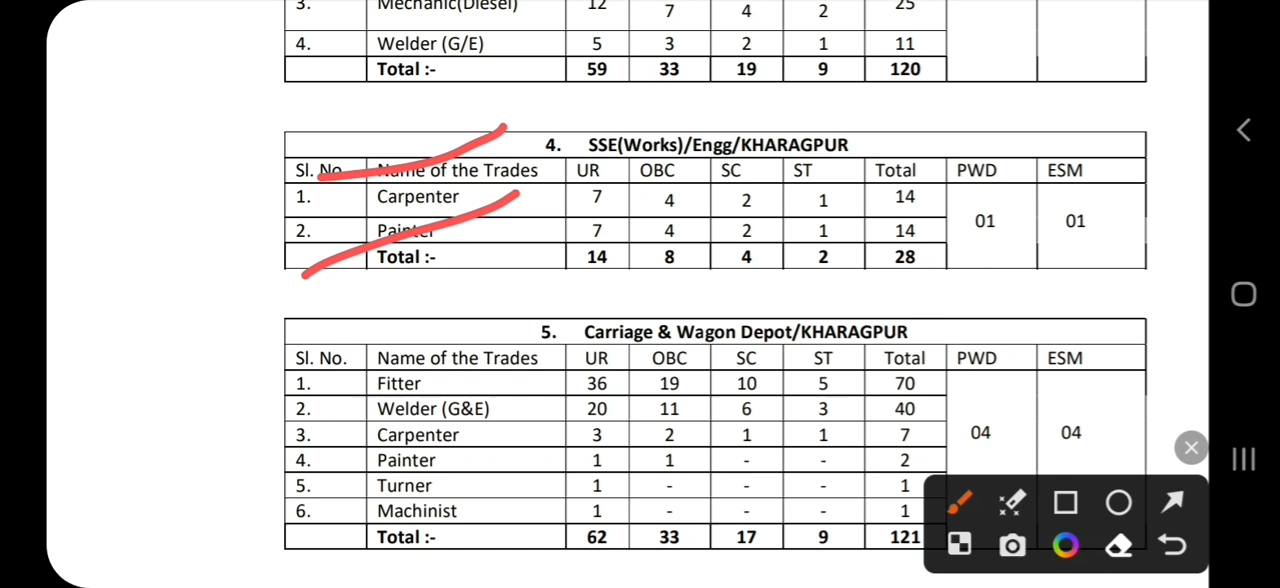 3. Mechanic(Diesel) 12 7 4 2 25
4. Welder (G/E) 5 3 2 1 11
Total :- 59 33 19 9 120
4. SSE(Works)/Engg/KHARAGPUR
Sl. No. Name of the Trades UR OBC SC ST Total PWD ESM
1. Carpenter 7 4 2 1 14 01 01
2. Painter 7 4 2 1 14
Total :- 14 8 4 2 28
5. Carriage & Wagon Depot/KHARAGPUR
Sl. No. Name of the Trades UR OBC SC ST Total PWD ESM
1. Fitter 36 19 10 5 70
2. Welder (G&E) 20 11 6 3 40
3. Carpenter 3 2 1 1 7 04 04
4. Painter 1 1 - - 2
5. Turner 1 - - - 1
6. Machinist 1 - - - 1
Total :- 62 33 17 9 121